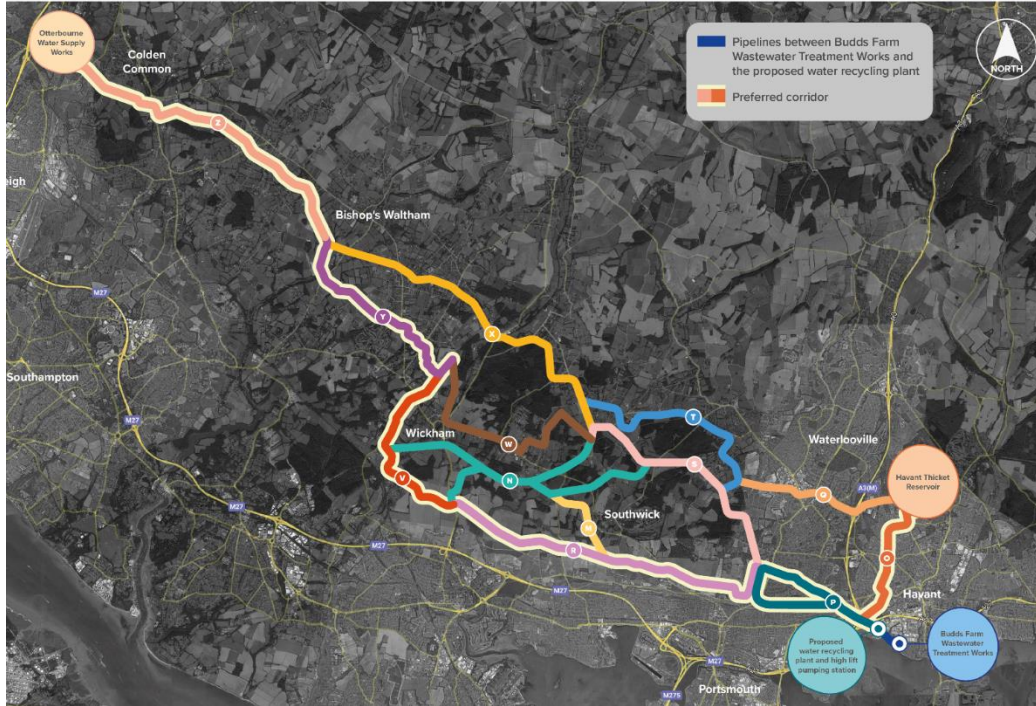 Otterbourne
Water Supply
Works
Colden
Common
Pipelines between Budds Farm
Wastewater Treatment Works and
the proposed water recycling plant
Preferred corridor
NORTH
Z
eigh
Bishop's Waltham
M27
Y
X
Southampton
M27
Wickham
W
T
Waterlooville
S
V
N
Q
A3(M)
Havant Thicket
Reservoir
M27
Southwick
M
R
O
M27
P
Havant
Proposed
water recycling
plant and high lift
pumping station
Budds Farm
Wastewater
Treatment Works
M27
Portsmouth
M275